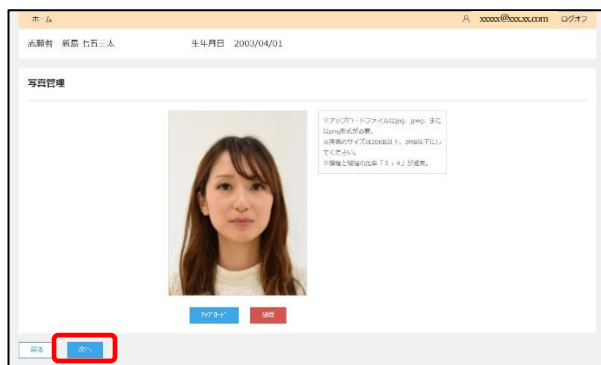 ホーム
xxxxx@xxx.xx.com ログオフ
志願者 新島 七五三太 生年月日 2003/04/01
写真管理
※アップロードファイルはjpg、jpeg、また
はpng形式が必要。
※画像のサイズは20KB以上、3MB以下にし
てください。
※横幅と縦幅の比率「3:4」が推奨。
ｱｯﾌﾟﾛｰﾄﾞ 削除
戻る 次へ